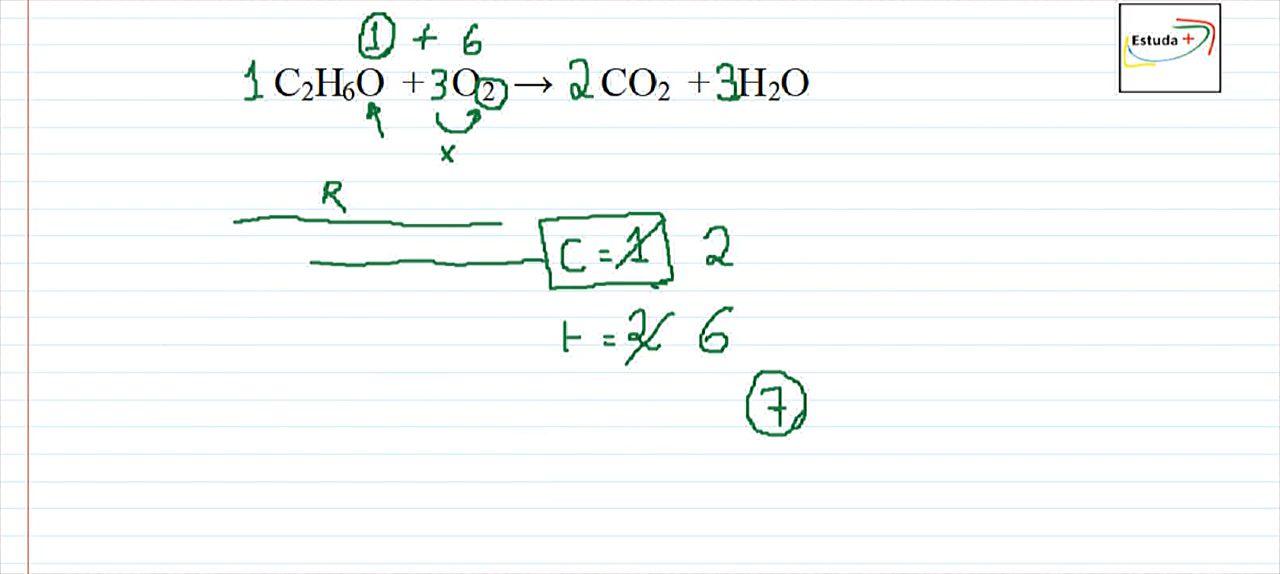 1 + 6
Estuda +
1 C₂H₆O + 3O₂ → 2 CO₂ + 3H₂O
x
R
C = 1 2
H = 2 6
7